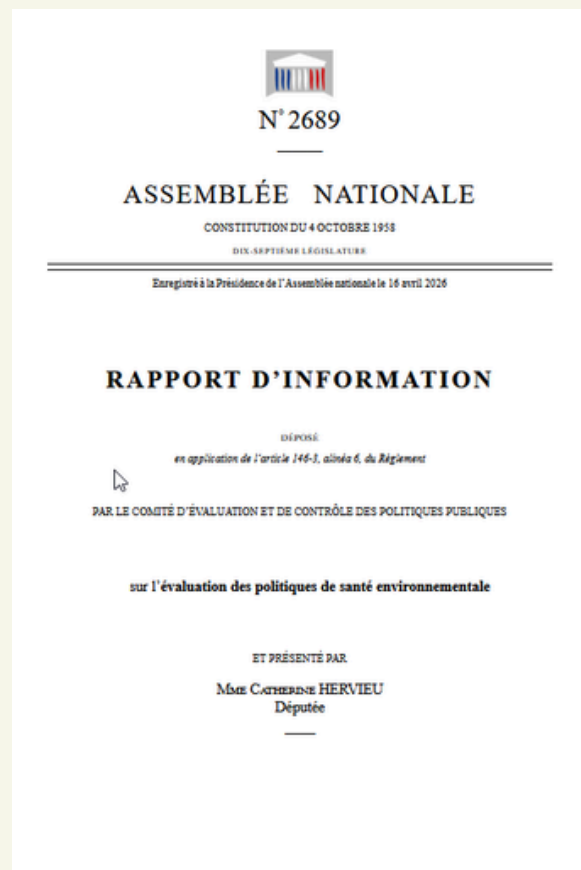 N° 2689
ASSEMBLÉE NATIONALE
CONSTITUTION DU 4 OCTOBRE 1958
DIX-SEPTIÈME LÉGISLATURE
Enregistré à la Présidence de l'Assemblée nationale le 16 avril 2026
RAPPORT D'INFORMATION
DÉPOSÉ
en application de l'article 146-3, alinéa 6, du Règlement
PAR LE COMITÉ D'ÉVALUATION ET DE CONTRÔLE DES POLITIQUES PUBLIQUES
sur l'évaluation des politiques de santé environnementale
ET PRÉSENTÉ PAR
MME CATHERINE HERVIEU
Députée